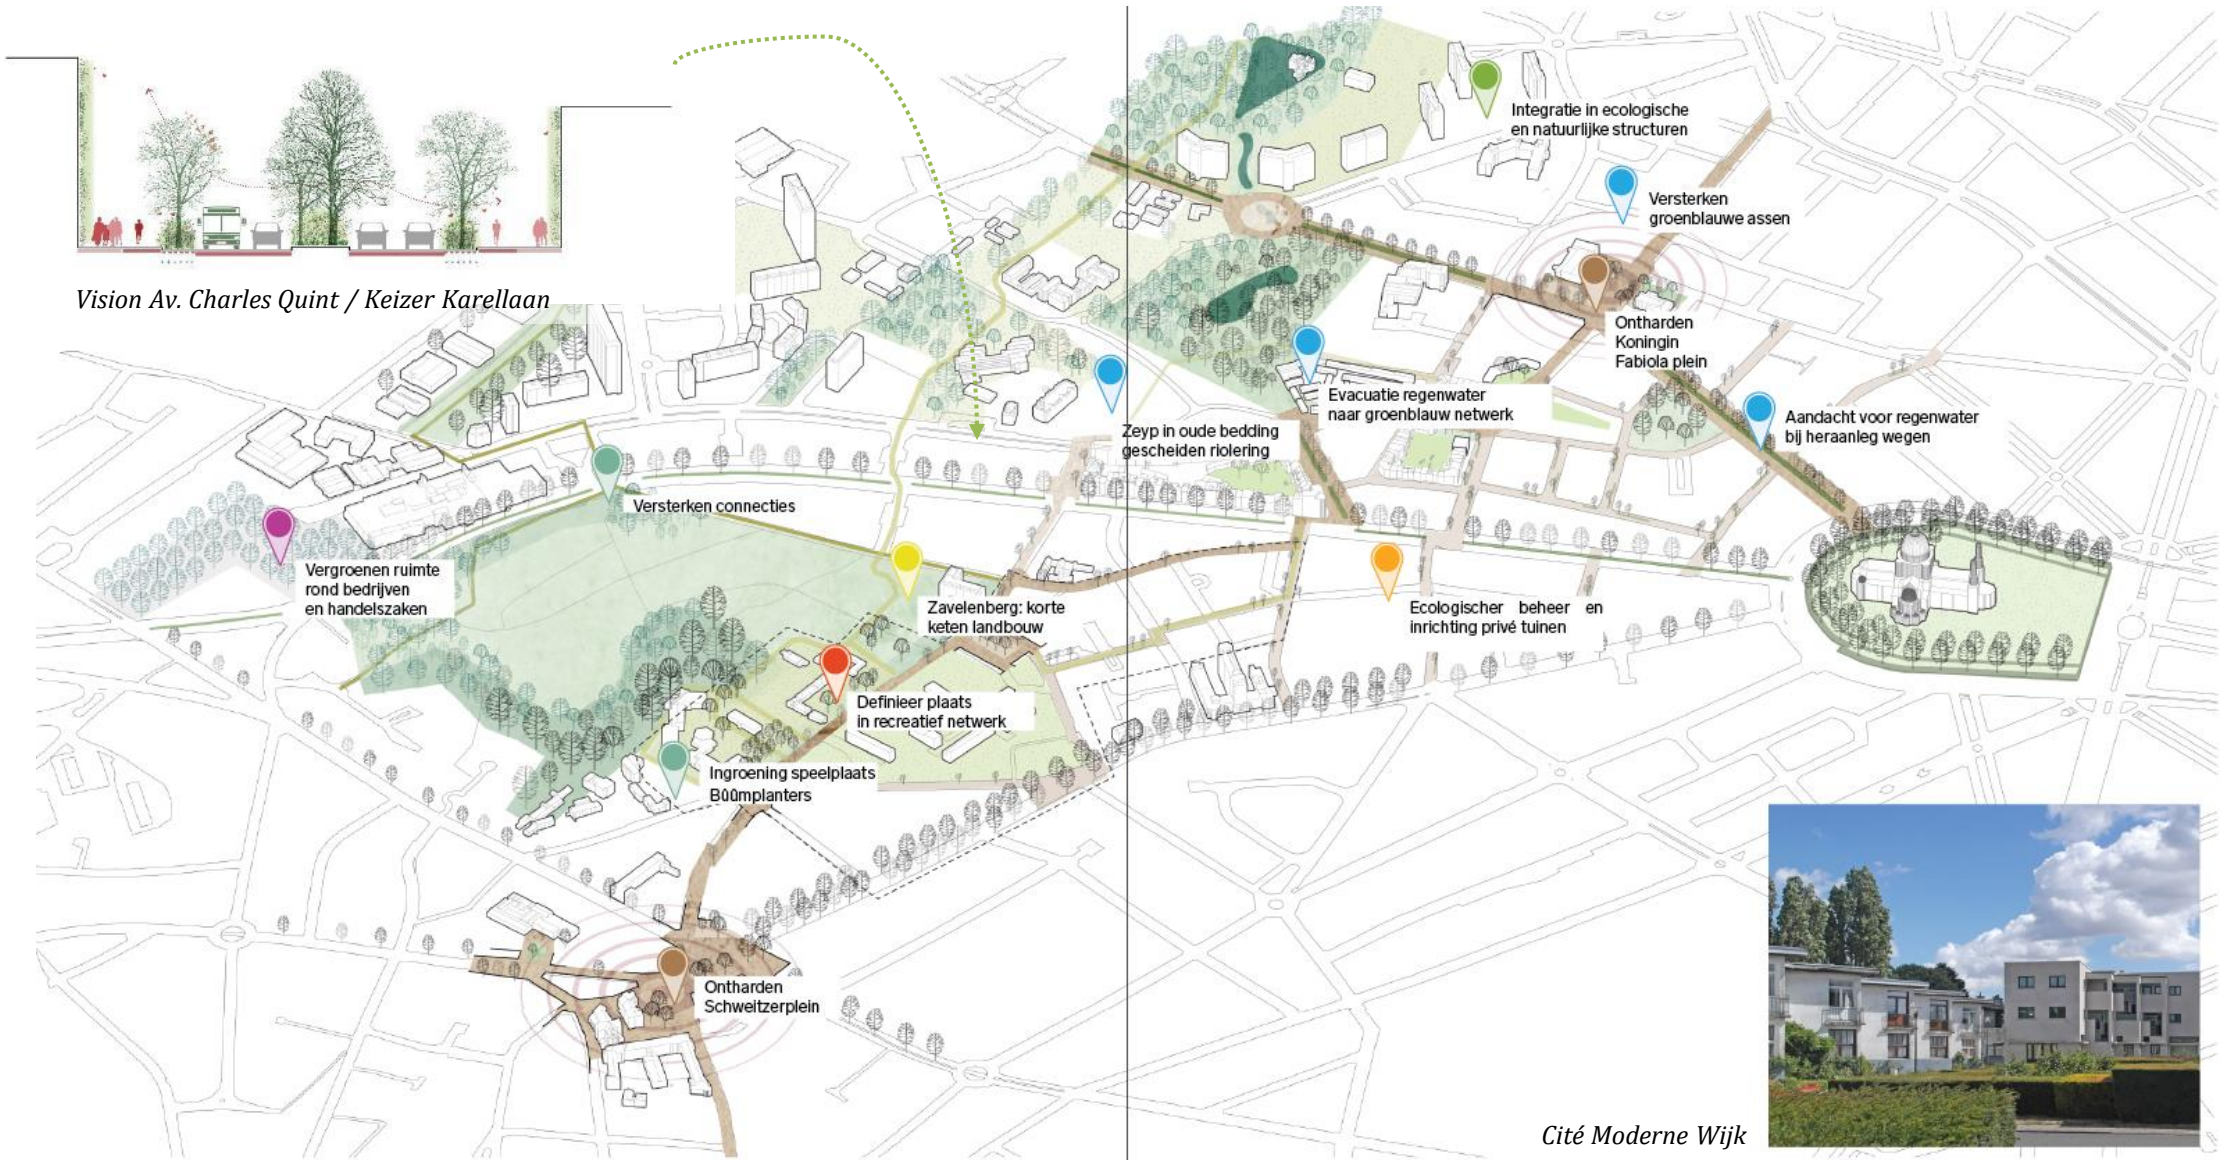 Vision Av. Charles Quint / Keizer Karellaan
Integratie in ecologische
en natuurlijke structuren
Versterken
groenblauwe assen
Ontharden
Koningin
Fabiola plein
Evacuatie regenwater
naar groenblauw netwerk
Aandacht voor regenwater
bij heraanleg wegen
Zeyp in oude bedding
gescheiden riolering
Versterken connecties
Vergroenen ruimte
rond bedrijven
en handelszaken
Zavelenberg: korte
keten landbouw
Ecologischer beheer en
inrichting privé tuinen
Definieer plaats
in recreatief netwerk
Ingroening speelplaats
Bûûmplanters
Ontharden
Schweitzerplein
Cité Moderne Wijk